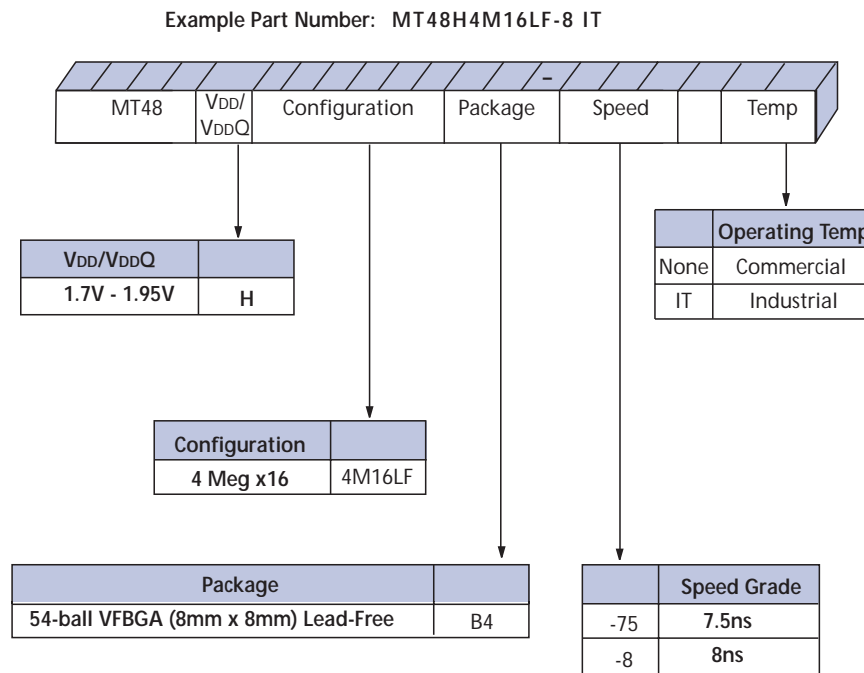 Example Part Number: MT48H4M16LF-8 IT
-
MT48
VDD/
VDDQ
Configuration
Package
Speed
Temp
Operating Temp
None Commercial
IT Industrial
VDD/VDDQ
1.7V - 1.95V H
Configuration
4 Meg x16 4M16LF
Package
54-ball VFBGA (8mm x 8mm) Lead-Free B4
Speed Grade
-75 7.5ns
-8 8ns